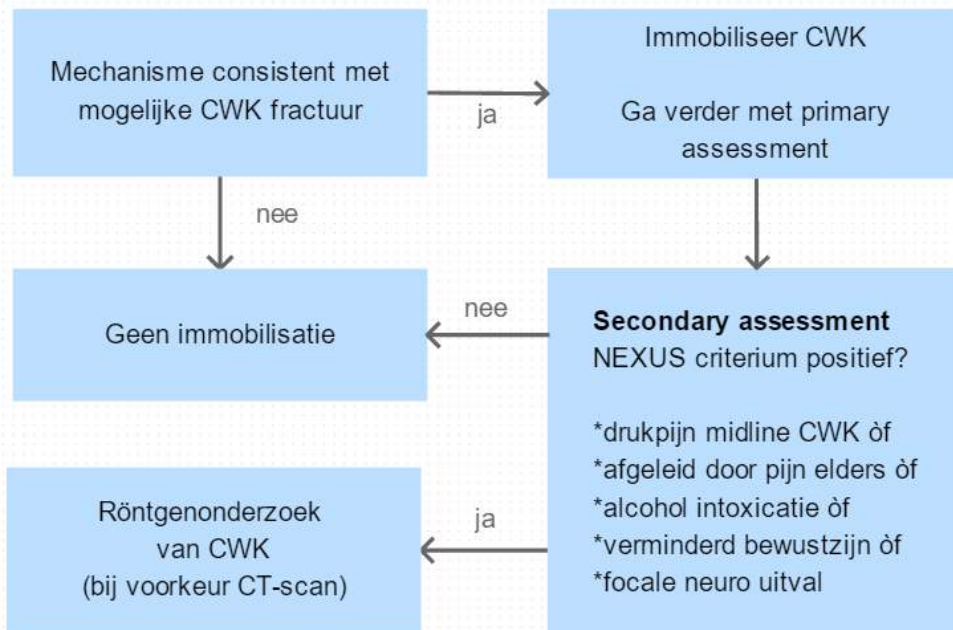 Mechanisme consistent met
mogelijke CWK fractuur
ja
Immobiliseer CWK
Ga verder met primary
assessment
nee
Geen immobilisatie
nee
Secondary assessment
NEXUS criterium positief?
*drukpijn midline CWK òf
*afgeleid door pijn elders òf
*alcohol intoxicatie òf
*verminderd bewustzijn òf
*focale neuro uitval
ja
Röntgenonderzoek
van CWK
(bij voorkeur CT-scan)